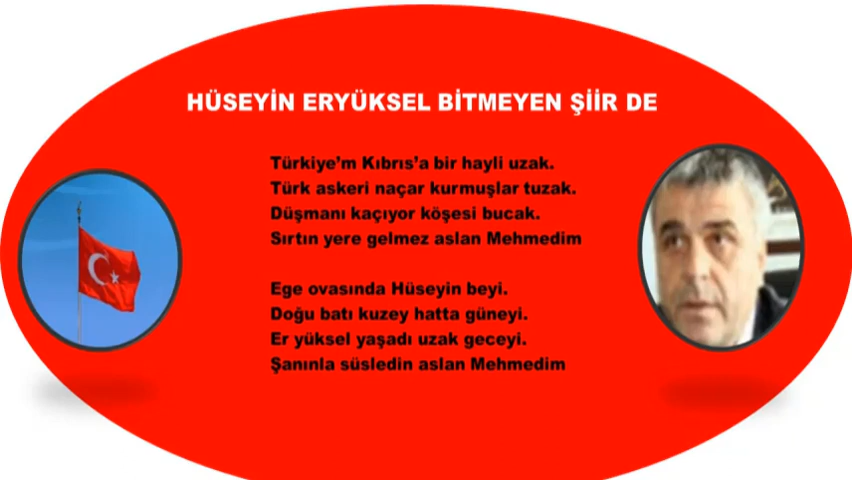 HÜSEYİN ERYÜKSEL BİTMEYEN ŞİİR DE
Türkiye'm Kıbrıs'a bir hayli uzak.
Türk askeri naçar kurmuşlar tuzak.
Düşmanı kaçıyor köşesi bucak.
Sırtın yere gelmez aslan Mehmedim
Ege ovasında Hüseyin beyi.
Doğu batı kuzey hatta güneyi.
Er yüksel yaşadı uzak geceyi.
Şanınla süsledin aslan Mehmedim